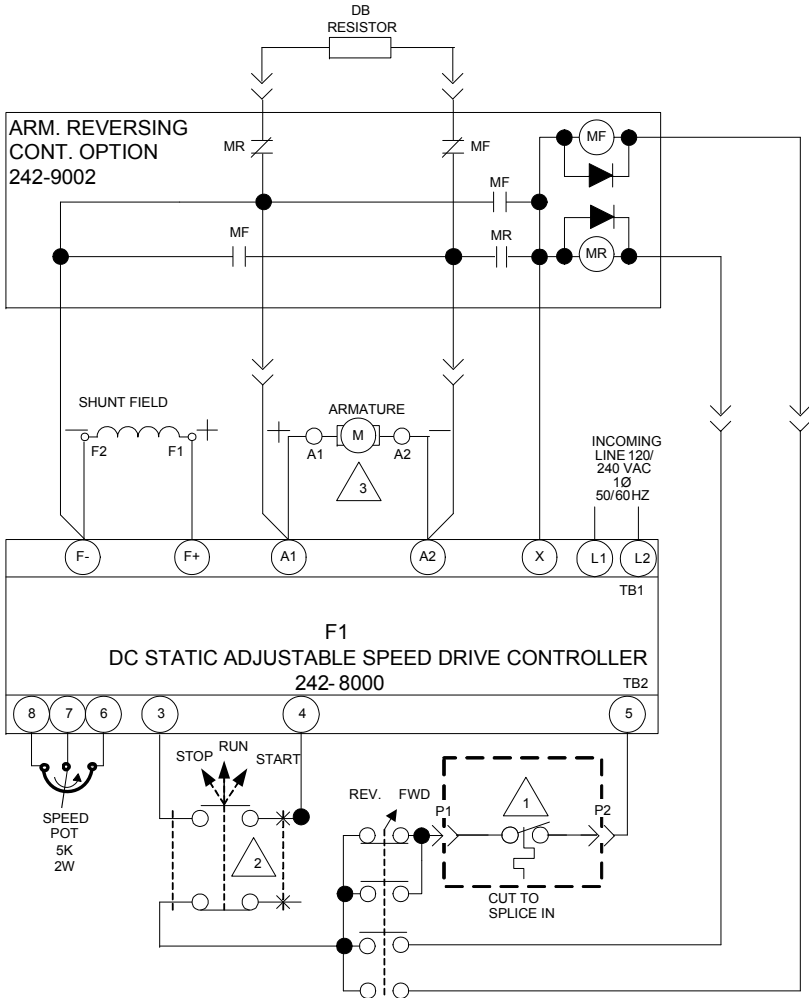 DB
RESISTOR
ARM. REVERSING
CONT. OPTION
242-9002
MR
MF
MF
MF
MF
MR
MR
SHUNT FIELD
F2
F1
ARMATURE
A1
M
A2
3
INCOMING
LINE 120/
240 VAC
1Ø
50/60HZ
F-
F+
A1
A2
X
L1
L2
TB1
F1
DC STATIC ADJUSTABLE SPEED DRIVE CONTROLLER
242-8000
TB2
8
7
6
3
4
5
STOP
RUN
START
REV.
FWD
P1
1
P2
SPEED
POT
5K
2W
2
CUT TO
SPLICE IN